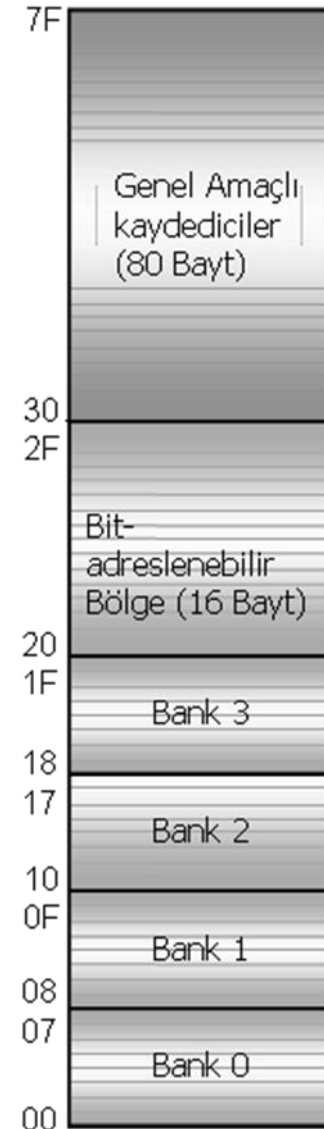 7F
Genel Amaçlı
kaydediciler
(80 Bayt)
30
2F
Bit-
adreslenebilir
Bölge (16 Bayt)
20
1F
Bank 3
18
17
Bank 2
10
0F
Bank 1
08
07
Bank 0
00